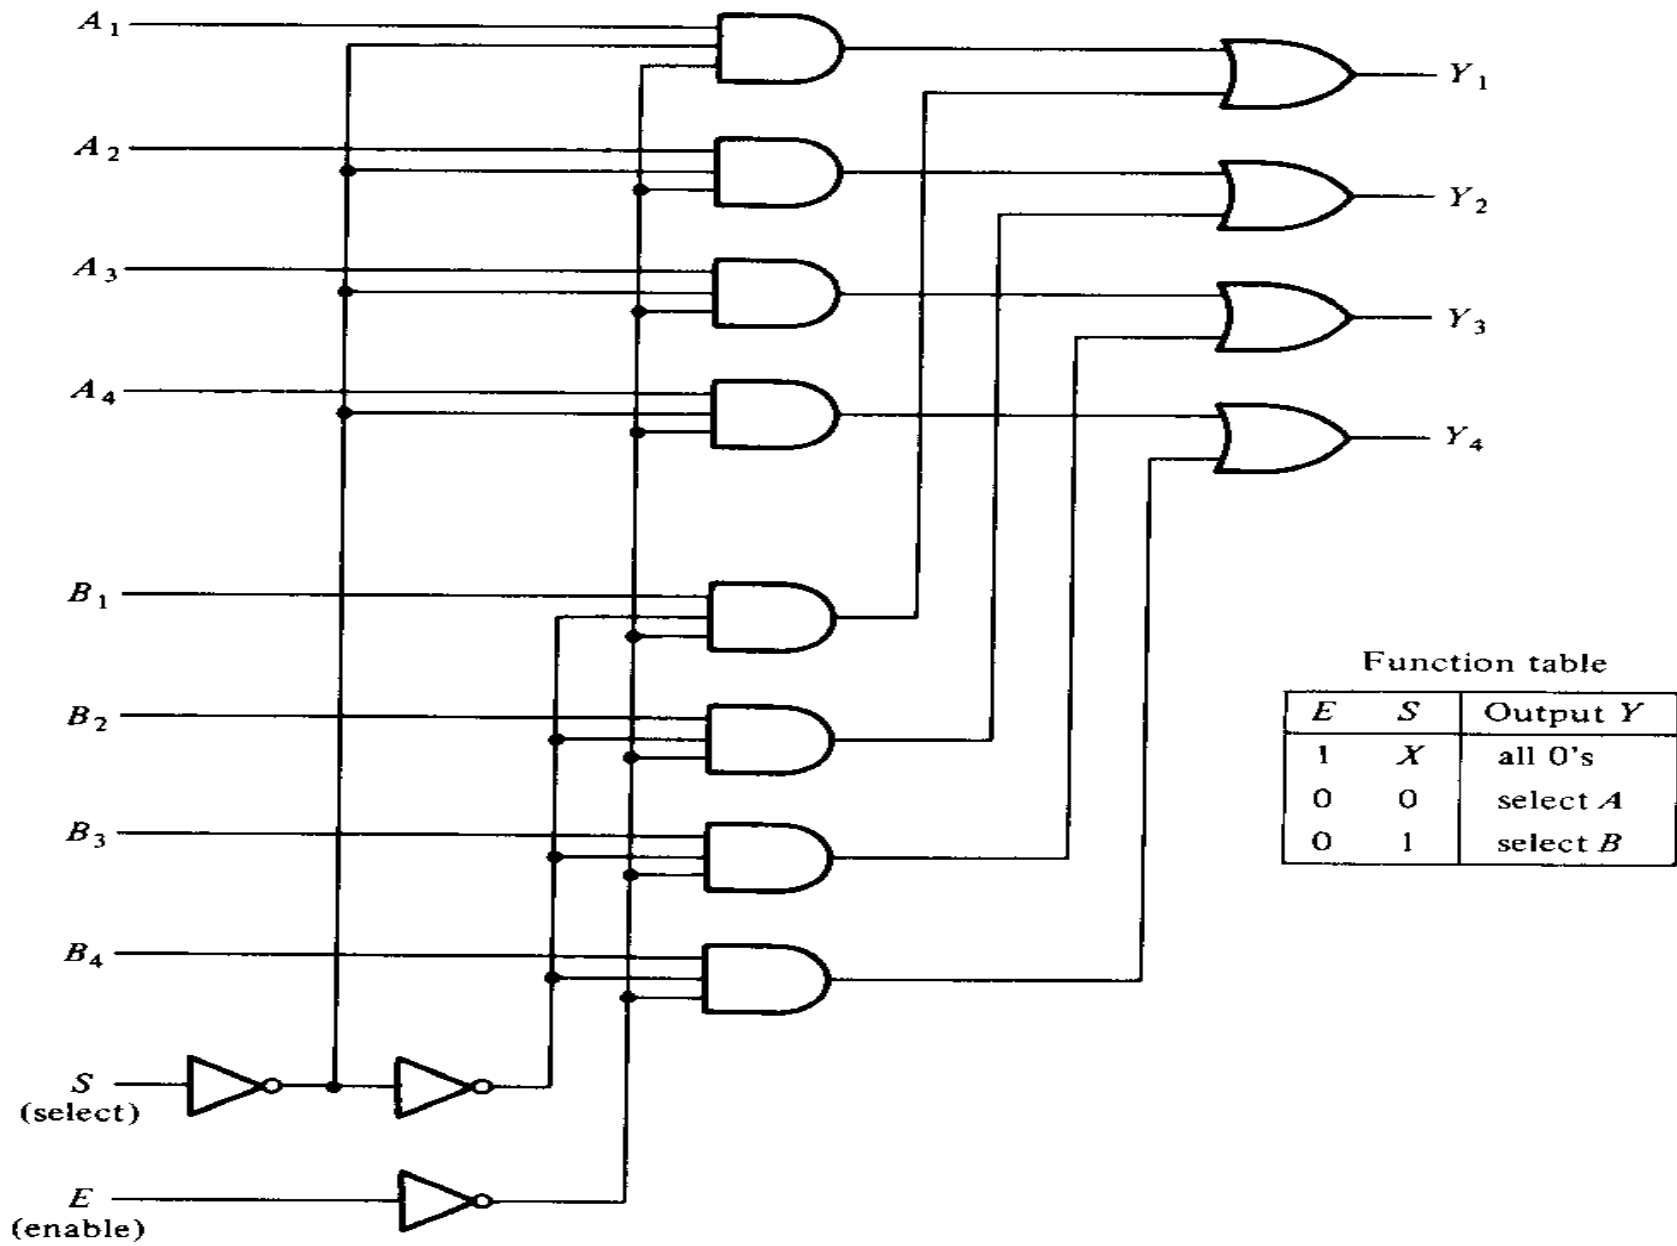 A1
Y1
A2
Y2
A3
Y3
A4
Y4
B1
Function table
E S Output Y
B2
1 X all 0's
0 0 select A
B3
0 1 select B
B4
S
(select)
E
(enable)